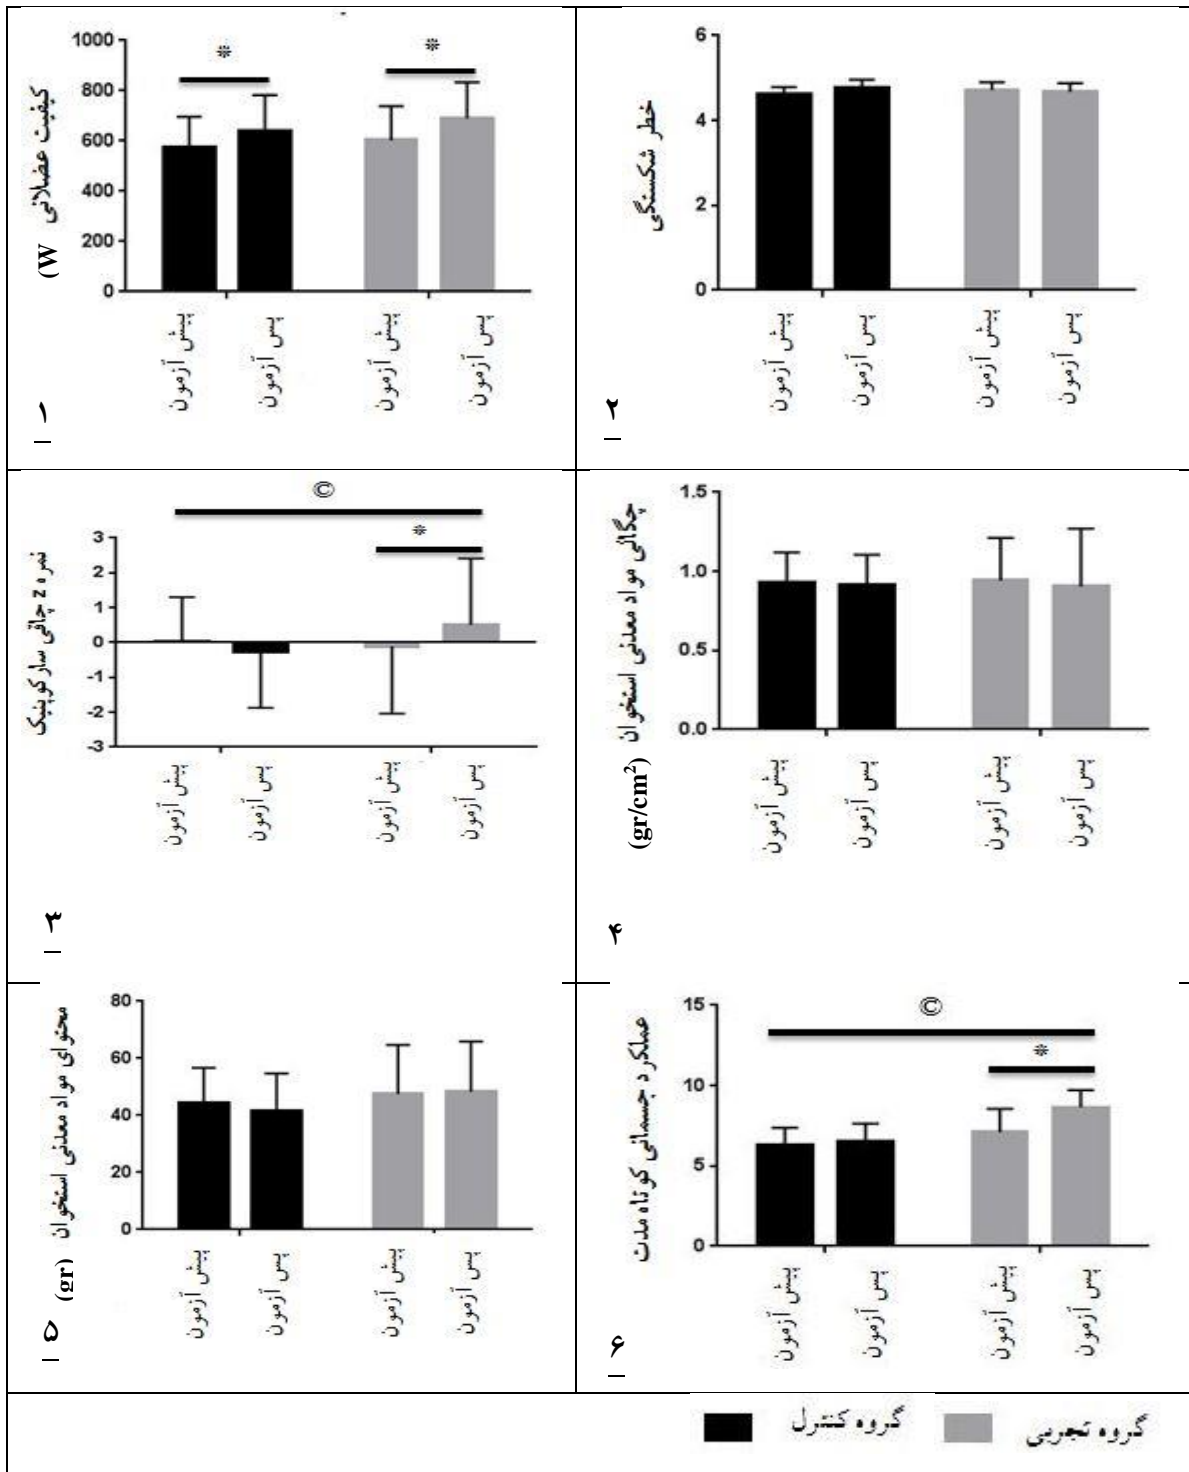 1000
800
600
400
200
0
کیفیت عضلانی (W
*
*
پیش آزمون
پس آزمون
پیش آزمون
پس آزمون
۱
6
4
2
0
خطر شکستگی
پیش آزمون
پس آزمون
پیش آزمون
پس آزمون
۲
3
2
1
0
-1
-2
-3
نمره z چاقی سارکوپنیک
©
*
پیش آزمون
پس آزمون
پیش آزمون
پس آزمون
۳
1.5
1.0
0.5
0.0
چگالی مواد معدنی استخوان (gr/cm²)
پیش آزمون
پس آزمون
پیش آزمون
پس آزمون
۴
80
60
40
20
0
محتوای مواد معدنی استخوان (gr)
پیش آزمون
پس آزمون
پیش آزمون
پس آزمون
۵
15
10
5
0
عملکرد جسمانی کوتاه مدت
©
*
پیش آزمون
پس آزمون
پیش آزمون
پس آزمون
۶
گروه تجربی
گروه کنترل